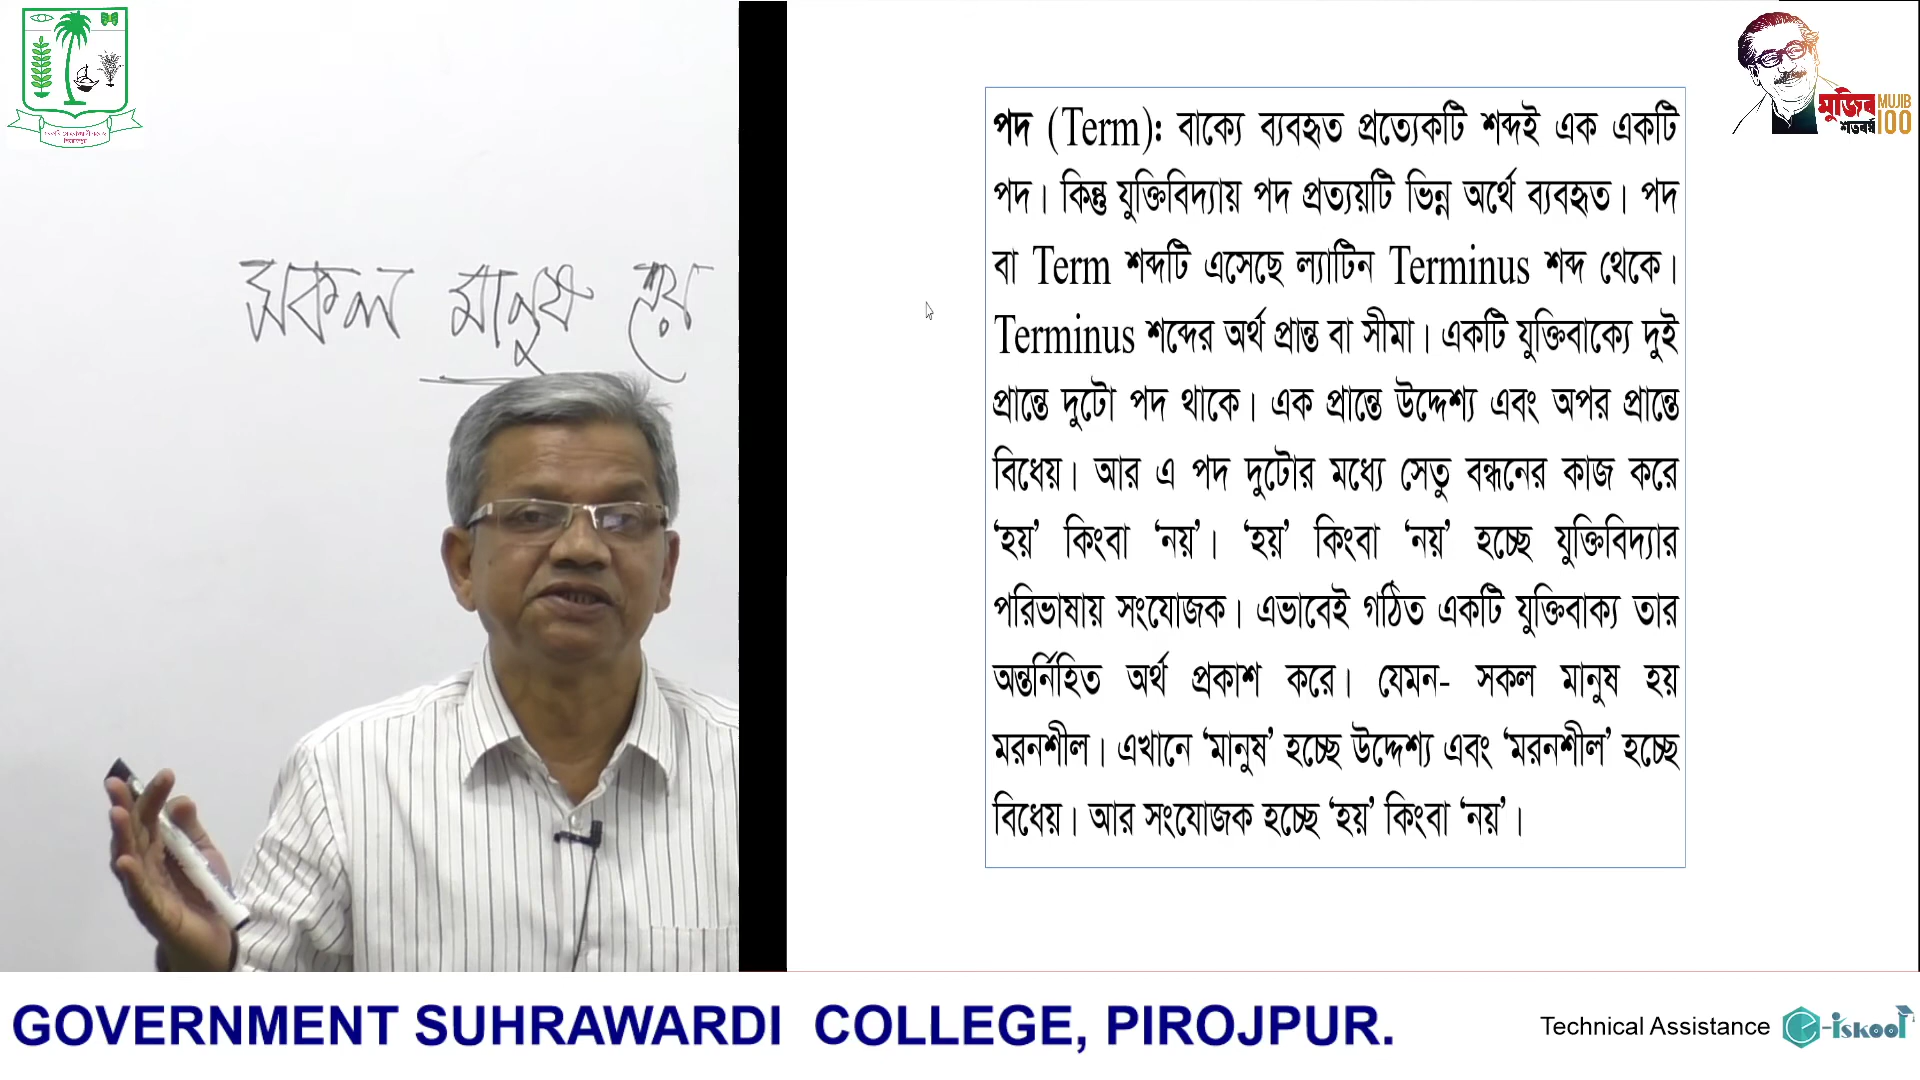 সকল মানুষ হয়
পদ (Term): বাক্যে ব্যবহৃত প্রত্যেকটি শব্দই এক একটি
পদ। কিন্তু যুক্তিবিদ্যায় পদ প্রত্যয়টি ভিন্ন অর্থে ব্যবহৃত। পদ
বা Term শব্দটি এসেছে ল্যাটিন Terminus শব্দ থেকে।
Terminus শব্দের অর্থ প্রান্ত বা সীমা। একটি যুক্তিবাক্যে দুই
প্রান্তে দুটো পদ থাকে। এক প্রান্তে উদ্দেশ্য এবং অপর প্রান্তে
বিধেয়। আর এ পদ দুটোর মধ্যে সেতু বন্ধনের কাজ করে
‘হয়’ কিংবা ‘নয়’। ‘হয়’ কিংবা ‘নয়’ হচ্ছে যুক্তিবিদ্যার
পরিভাষায় সংযোজক। এভাবেই গঠিত একটি যুক্তিবাক্য তার
অন্তর্নিহিত অর্থ প্রকাশ করে। যেমন- সকল মানুষ হয়
মরনশীল। এখানে ‘মানুষ’ হচ্ছে উদ্দেশ্য এবং ‘মরনশীল’ হচ্ছে
বিধেয়। আর সংযোজক হচ্ছে ‘হয়’ কিংবা ‘নয়’।
মুজিব MUJIB
শতবর্ষ 100
GOVERNMENT SUHRAWARDI COLLEGE, PIROJPUR.
Technical Assistance e-iskool